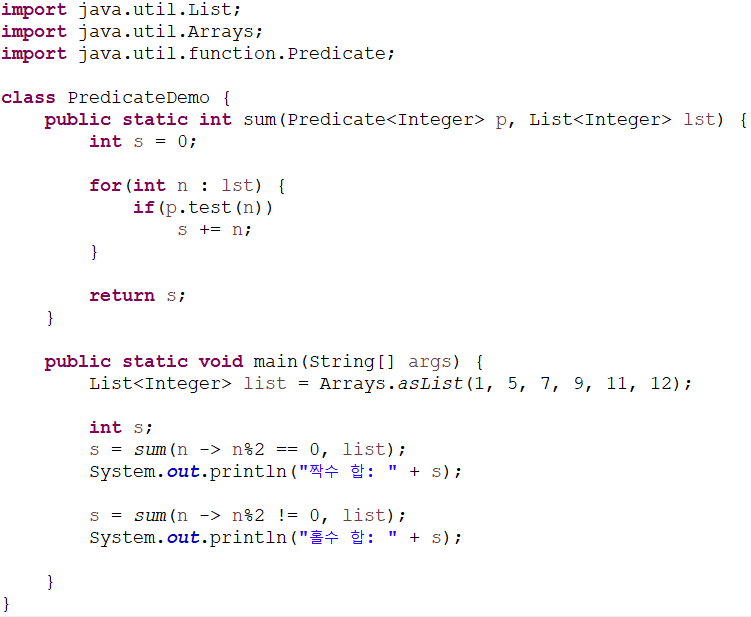 import java.util.List;
import java.util.Arrays;
import java.util.function.Predicate;

class PredicateDemo {
    public static int sum(Predicate<Integer> p, List<Integer> lst) {
        int s = 0;

        for(int n : lst) {
            if(p.test(n))
                s += n;
        }

        return s;
    }

    public static void main(String[] args) {
        List<Integer> list = Arrays.asList(1, 5, 7, 9, 11, 12);

        int s;
        s = sum(n -> n%2 == 0, list);
        System.out.println("짝수 합: " + s);

        s = sum(n -> n%2 != 0, list);
        System.out.println("홀수 합: " + s);

    }
}